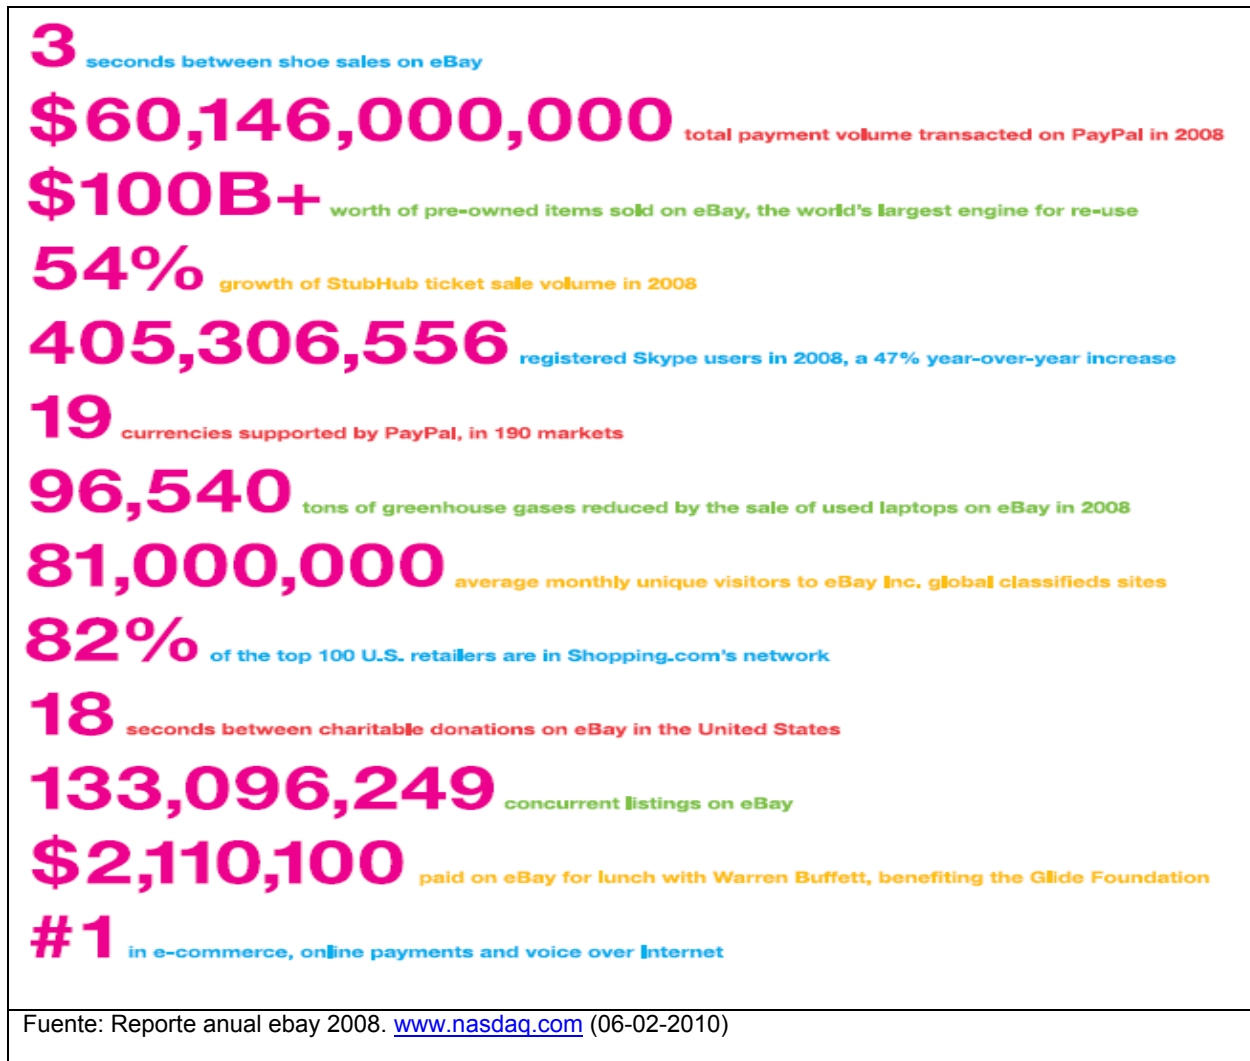 3 seconds between shoe sales on eBay
$60,146,000,000 total payment volume transacted on PayPal in 2008
$100B+ worth of pre-owned items sold on eBay, the world's largest engine for re-use
54% growth of StubHub ticket sale volume in 2008
405,306,556 registered Skype users in 2008, a 47% year-over-year increase
19 currencies supported by PayPal, in 190 markets
96,540 tons of greenhouse gases reduced by the sale of used laptops on eBay in 2008
81,000,000 average monthly unique visitors to eBay Inc. global classifieds sites
82% of the top 100 U.S. retailers are in Shopping.com's network
18 seconds between charitable donations on eBay in the United States
133,096,249 concurrent listings on eBay
$2,110,100 paid on eBay for lunch with Warren Buffett, benefiting the Glide Foundation
#1 in e-commerce, online payments and voice over Internet
Fuente: Reporte anual ebay 2008. www.nasdaq.com (06-02-2010)